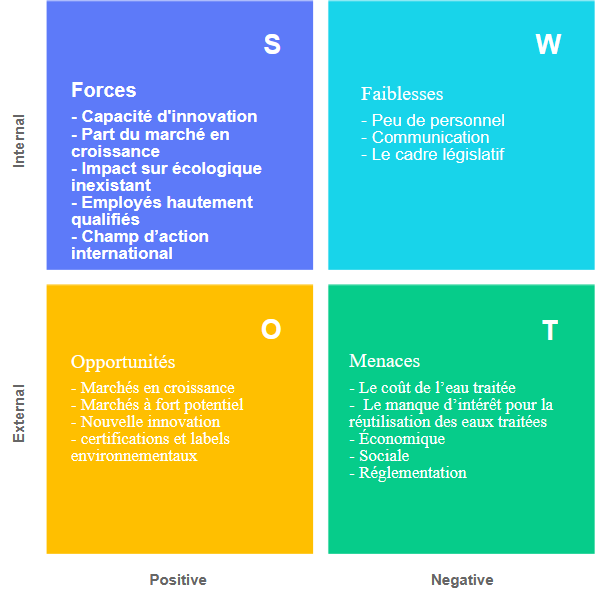 Internal
S
Forces
- Capacité d'innovation
- Part du marché en
croissance
- Impact sur écologique
inexistant
- Employés hautement
qualifiés
- Champ d’action
international
W
Faiblesses
- Peu de personnel
- Communication
- Le cadre législatif
External
O
Opportunités
- Marchés en croissance
- Marchés à fort potentiel
- Nouvelle innovation
- certifications et labels
environnementaux
T
Menaces
- Le coût de l’eau traitée
- Le manque d’intérêt pour la
réutilisation des eaux traitées
- Économique
- Sociale
- Réglementation
Positive
Negative